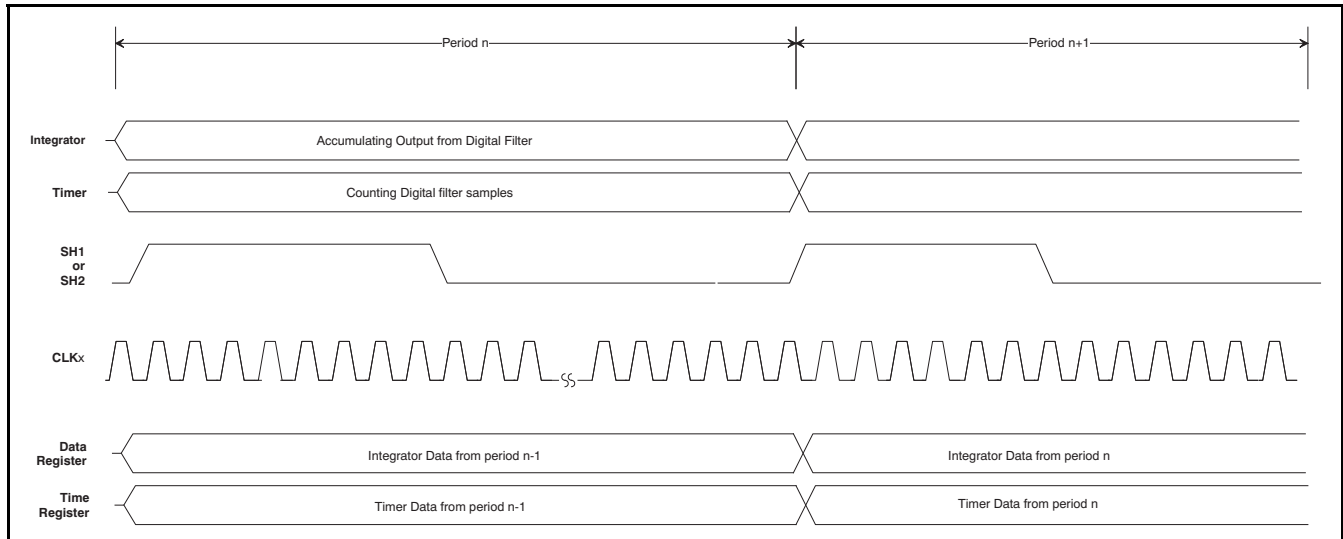 Period n
Period n+1
Integrator
Accumulating Output from Digital Filter
Timer
Counting Digital filter samples
SH1
or
SH2
CLKx
Data
Register
Integrator Data from period n-1
Integrator Data from period n
Time
Register
Timer Data from period n-1
Timer Data from period n